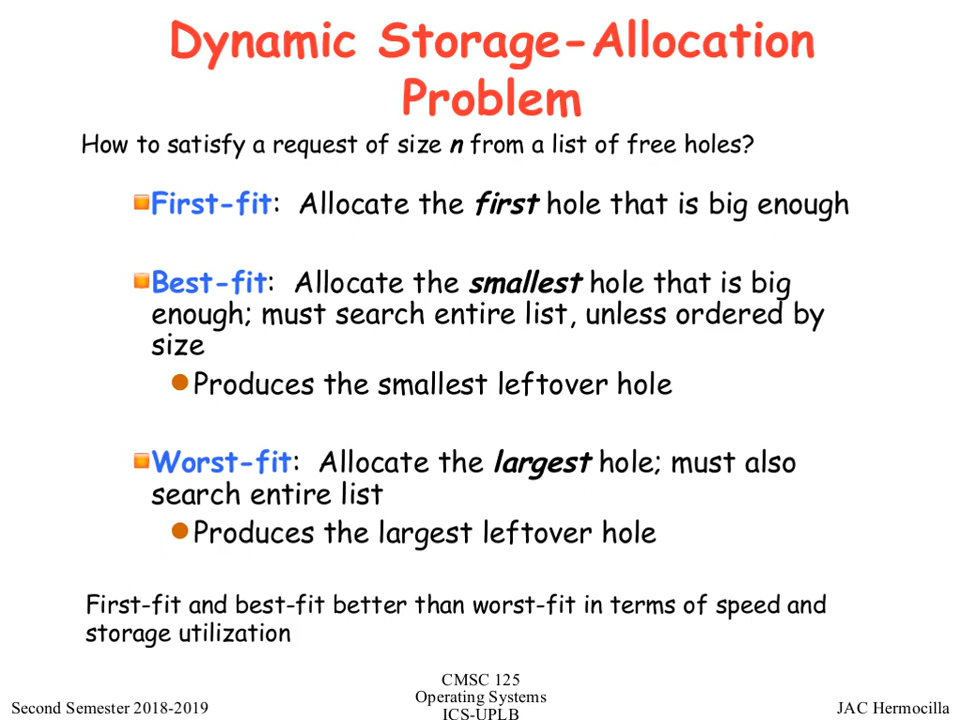 Dynamic Storage-Allocation
Problem
How to satisfy a request of size n from a list of free holes?
First-fit: Allocate the first hole that is big enough
Best-fit: Allocate the smallest hole that is big
enough; must search entire list, unless ordered by
size
Produces the smallest leftover hole
Worst-fit: Allocate the largest hole; must also
search entire list
Produces the largest leftover hole
First-fit and best-fit better than worst-fit in terms of speed and
storage utilization
CMSC 125
Operating Systems
ICS-UPLB
Second Semester 2018-2019
JAC Hermocilla